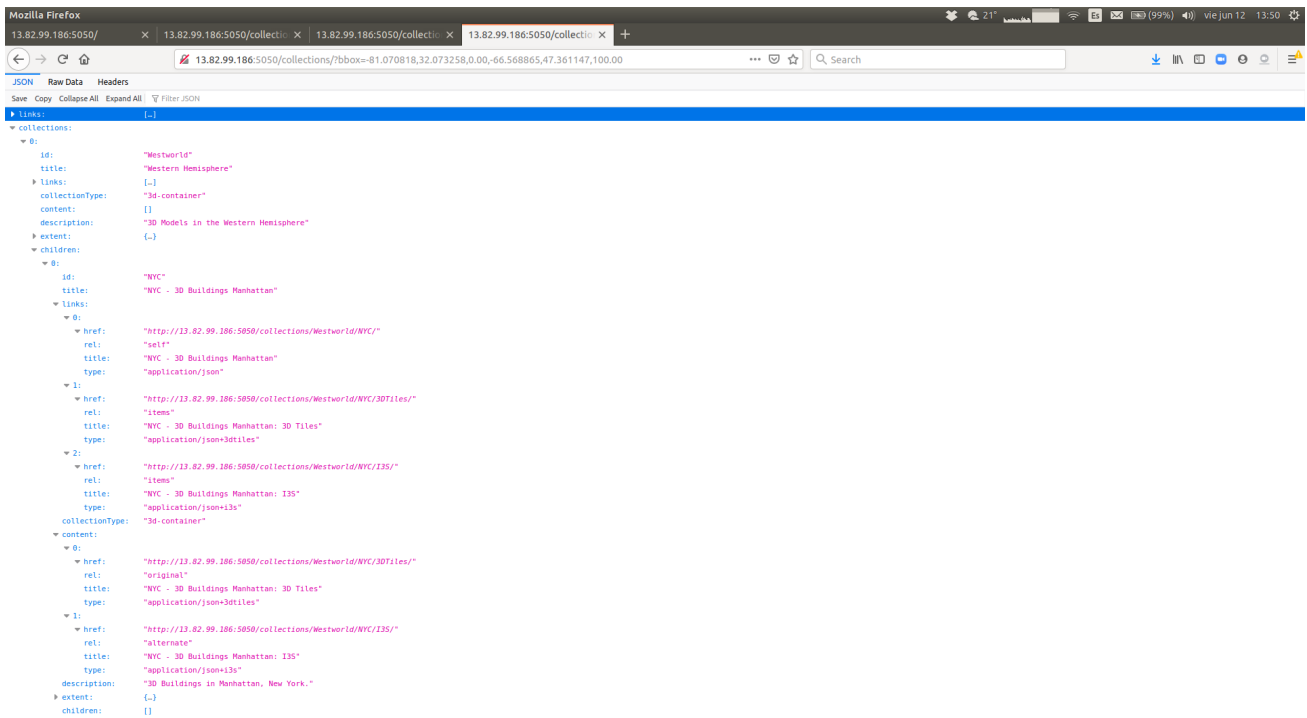 Mozilla Firefox 21° Es (99%) vie jun 12 13:50
13.82.99.186:5050/ × 13.82.99.186:5050/collectio × 13.82.99.186:5050/collectio × 13.82.99.186:5050/collectio × +
13.82.99.186:5050/collections/?bbox=-81.070818,32.073258,0.00,-66.568865,47.361147,100.00 ... Search
JSON Raw Data Headers
Save Copy Collapse All Expand All Filter JSON
links: […]
collections:
0:
id: "Westworld"
title: "Western Hemisphere"
links: […]
collectionType: "3d-container"
content: []
description: "3D Models in the Western Hemisphere"
extent: {…}
children:
0:
id: "NYC"
title: "NYC - 3D Buildings Manhattan"
links:
0:
href: "http://13.82.99.186:5050/collections/Westworld/NYC/"
rel: "self"
title: "NYC - 3D Buildings Manhattan"
type: "application/json"
1:
href: "http://13.82.99.186:5050/collections/Westworld/NYC/3DTiles/"
rel: "items"
title: "NYC - 3D Buildings Manhattan: 3D Tiles"
type: "application/json+3dtiles"
2:
href: "http://13.82.99.186:5050/collections/Westworld/NYC/I3S/"
rel: "items"
title: "NYC - 3D Buildings Manhattan: I3S"
type: "application/json+i3s"
collectionType: "3d-container"
content:
0:
href: "http://13.82.99.186:5050/collections/Westworld/NYC/3DTiles/"
rel: "original"
title: "NYC - 3D Buildings Manhattan: 3D Tiles"
type: "application/json+3dtiles"
1:
href: "http://13.82.99.186:5050/collections/Westworld/NYC/I3S/"
rel: "alternate"
title: "NYC - 3D Buildings Manhattan: I3S"
type: "application/json+i3s"
description: "3D Buildings in Manhattan, New York."
extent: {…}
children: []